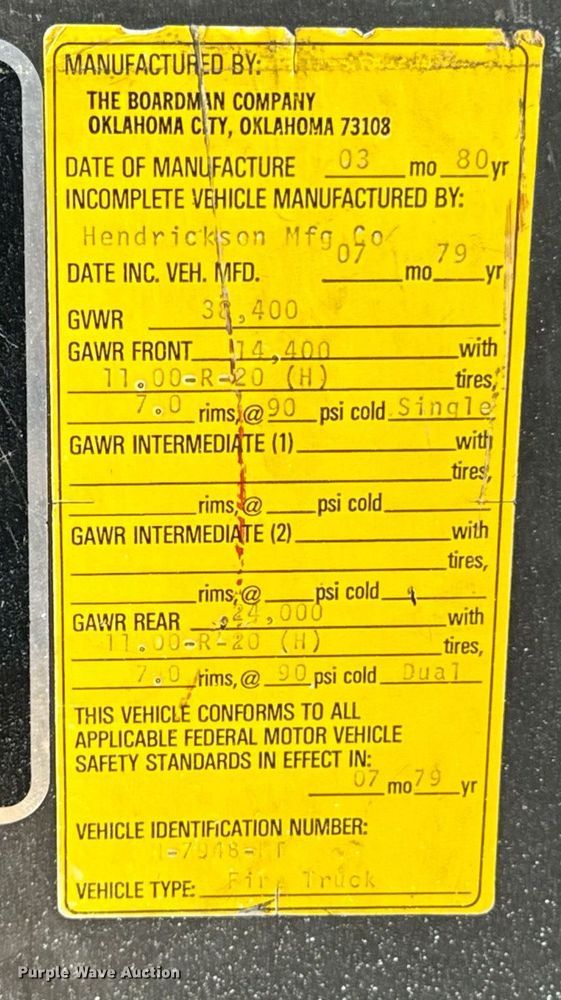 MANUFACTURED BY:
THE BOARDMAN COMPANY
OKLAHOMA CITY, OKLAHOMA 73108
DATE OF MANUFACTURE 03 mo 80 yr
INCOMPLETE VEHICLE MANUFACTURED BY:
Hendrickson Mfg Co
DATE INC. VEH. MFD. 07 mo 79 yr
GVWR 38,400
GAWR FRONT 14,400 with
11.00-R-20 (H) tires,
7.0 rims, @ 90 psi cold Single
GAWR INTERMEDIATE (1) with
tires,
rims, @ psi cold
GAWR INTERMEDIATE (2) with
tires,
rims, @ psi cold
GAWR REAR 24,000 with
11.00-R-20 (H) tires,
7.0 rims, @ 90 psi cold Dual
THIS VEHICLE CONFORMS TO ALL
APPLICABLE FEDERAL MOTOR VEHICLE
SAFETY STANDARDS IN EFFECT IN:
07 mo 79 yr
VEHICLE IDENTIFICATION NUMBER:
VEHICLE TYPE: Fire Truck
Purple Wave Auction